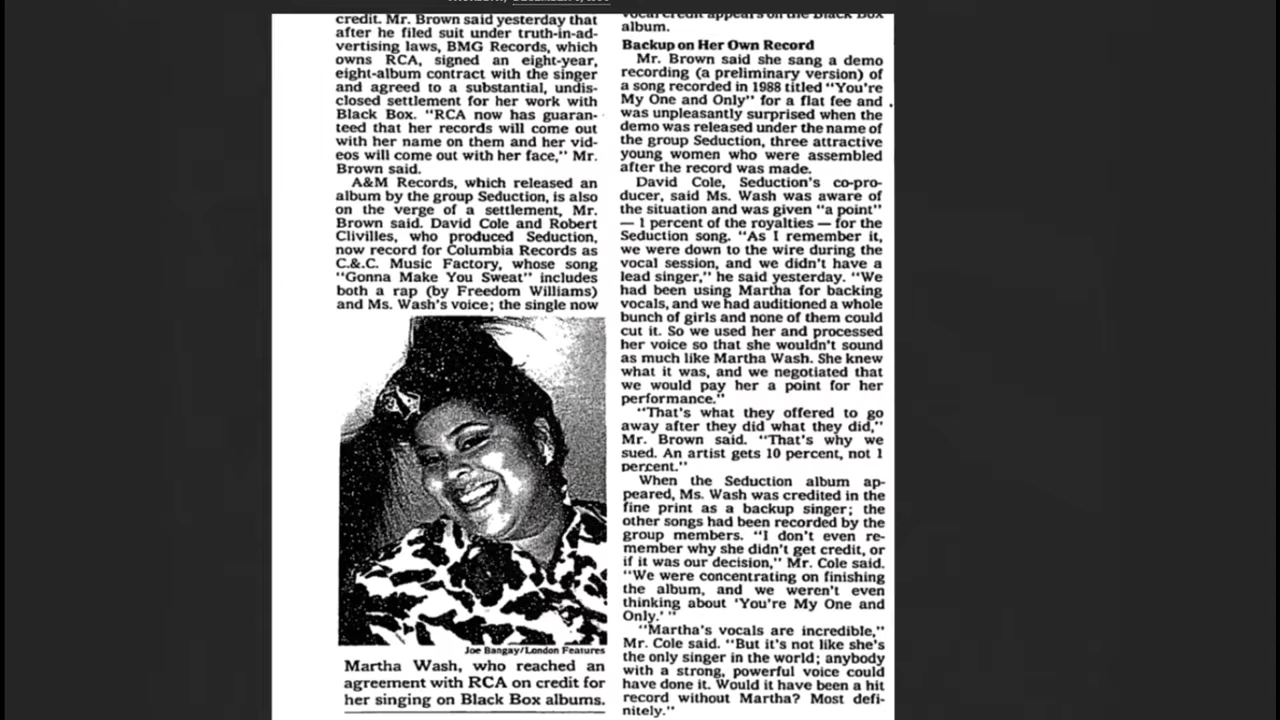 credit. Mr. Brown said yesterday that
after he filed suit under truth-in-ad-
vertising laws, BMG Records, which
owns RCA, signed an eight-year,
eight-album contract with the singer
and agreed to a substantial, undis-
closed settlement for her work with
Black Box. "RCA now has guaran-
teed that her records will come out
with her name on them and her vid-
eos will come out with her face," Mr.
Brown said.
A&M Records, which released an
album by the group Seduction, is also
on the verge of a settlement, Mr.
Brown said. David Cole and Robert
Clivilles, who produced Seduction,
now record for Columbia Records as
C.&C. Music Factory, whose song
"Gonna Make You Sweat" includes
both a rap (by Freedom Williams)
and Ms. Wash's voice; the single now
Joe Bangay/London Features
Martha Wash, who reached an
agreement with RCA on credit for
her singing on Black Box albums.
vocal credit appears on the Black Box
album.
Backup on Her Own Record
Mr. Brown said she sang a demo
recording (a preliminary version) of
a song recorded in 1988 titled "You're
My One and Only" for a flat fee and
was unpleasantly surprised when the
demo was released under the name of
the group Seduction, three attractive
young women who were assembled
after the record was made.
David Cole, Seduction's co-pro-
ducer, said Ms. Wash was aware of
the situation and was given "a point"
— 1 percent of the royalties — for the
Seduction song. "As I remember it,
we were down to the wire during the
vocal session, and we didn't have a
lead singer," he said yesterday. "We
had been using Martha for backing
vocals, and we had auditioned a whole
bunch of girls and none of them could
cut it. So we used her and processed
her voice so that she wouldn't sound
as much like Martha Wash. She knew
what it was, and we negotiated that
we would pay her a point for her
performance."
"That's what they offered to go
away after they did what they did,"
Mr. Brown said. "That's why we
sued. An artist gets 10 percent, not 1
percent."
When the Seduction album ap-
peared, Ms. Wash was credited in the
fine print as a backup singer; the
other songs had been recorded by the
group members. "I don't even re-
member why she didn't get credit, or
if it was our decision," Mr. Cole said.
"We were concentrating on finishing
the album, and we weren't even
thinking about 'You're My One and
Only.' "
"Martha's vocals are incredible,"
Mr. Cole said. "But it's not like she's
the only singer in the world; anybody
with a strong, powerful voice could
have done it. Would it have been a hit
record without Martha? Most defi-
nitely."